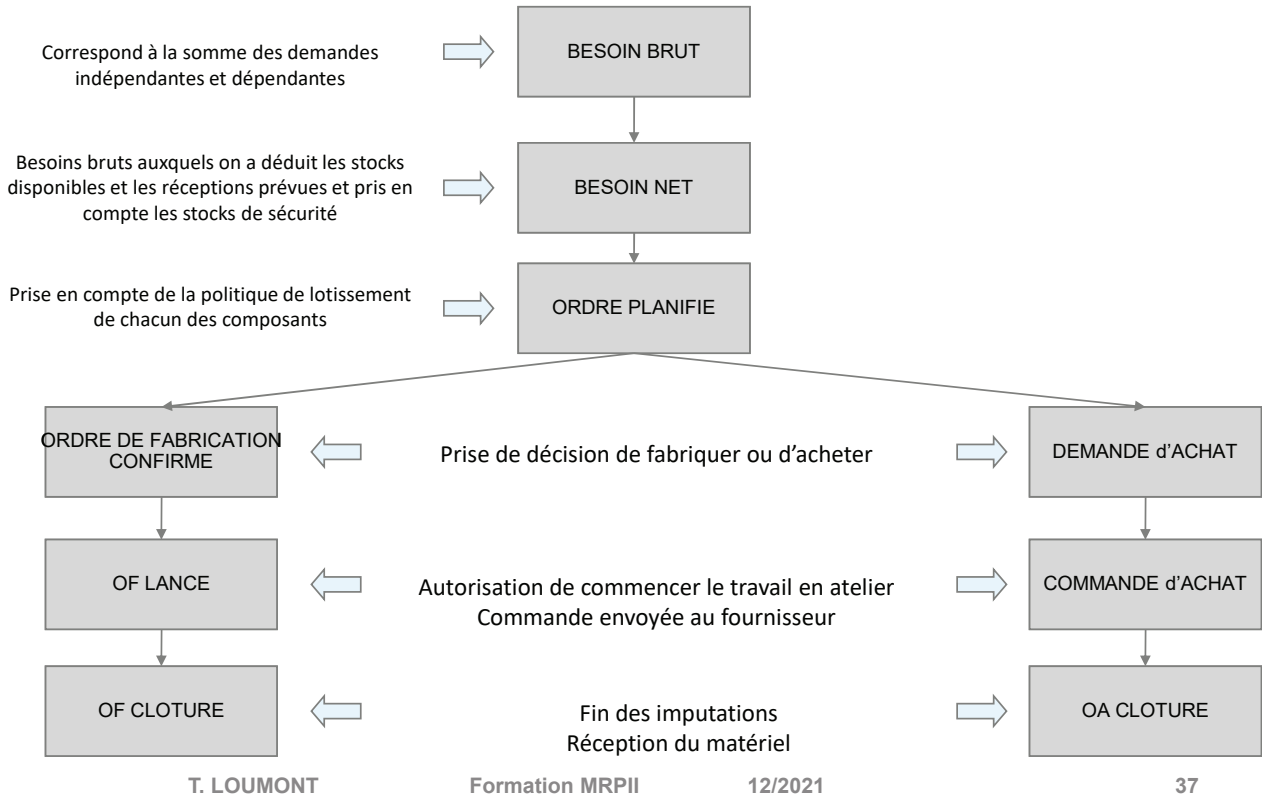 Correspond à la somme des demandes
indépendantes et dépendantes
BESOIN BRUT
Besoins bruts auxquels on a déduit les stocks
disponibles et les réceptions prévues et pris en
compte les stocks de sécurité
BESOIN NET
Prise en compte de la politique de lotissement
de chacun des composants
ORDRE PLANIFIE
ORDRE DE FABRICATION
CONFIRME
Prise de décision de fabriquer ou d’acheter
DEMANDE d’ACHAT
OF LANCE
Autorisation de commencer le travail en atelier
Commande envoyée au fournisseur
COMMANDE d’ACHAT
OF CLOTURE
Fin des imputations
Réception du matériel
OA CLOTURE
T. LOUMONT Formation MRPII 12/2021 37